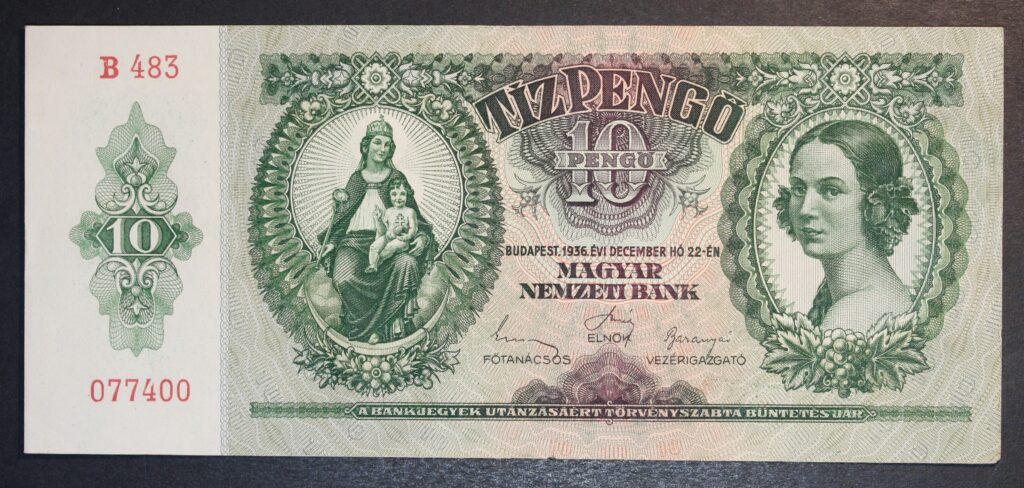 B 483
10
077400
TÍZ PENGŐ
10
PENGŐ
BUDAPEST, 1936. ÉVI DECEMBER HÓ 22-ÉN
MAGYAR
NEMZETI BANK
ELNÖK
FŐTANÁCSOS
VEZÉRIGAZGATÓ
A BANKJEGYEK UTÁNZÁSÁÉRT TÖRVÉNYSZABTA BÜNTETÉS JÁR